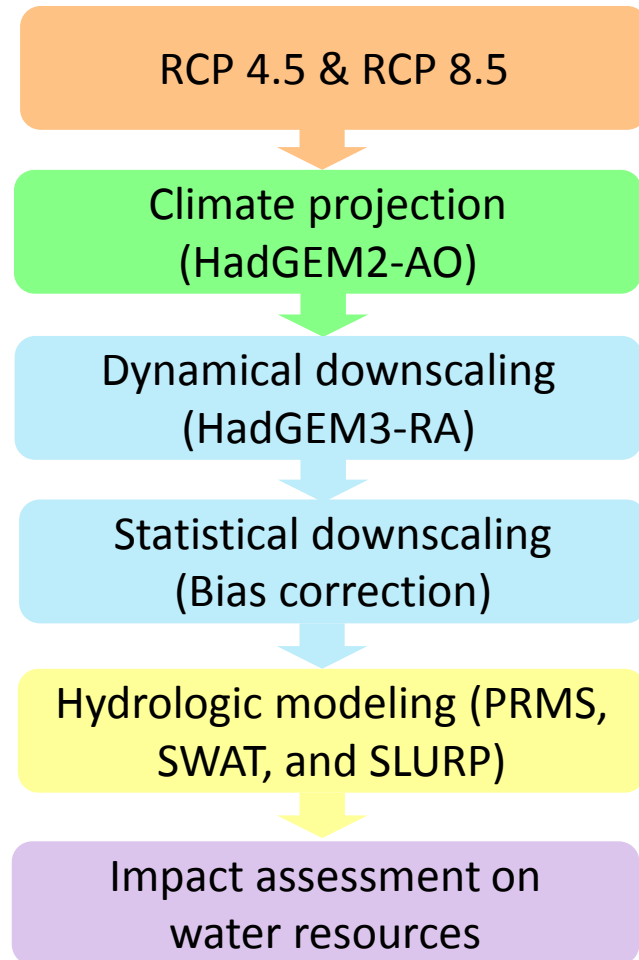 RCP 4.5 & RCP 8.5
Climate projection
(HadGEM2-AO)
Dynamical downscaling
(HadGEM3-RA)
Statistical downscaling
(Bias correction)
Hydrologic modeling (PRMS,
SWAT, and SLURP)
Impact assessment on
water resources